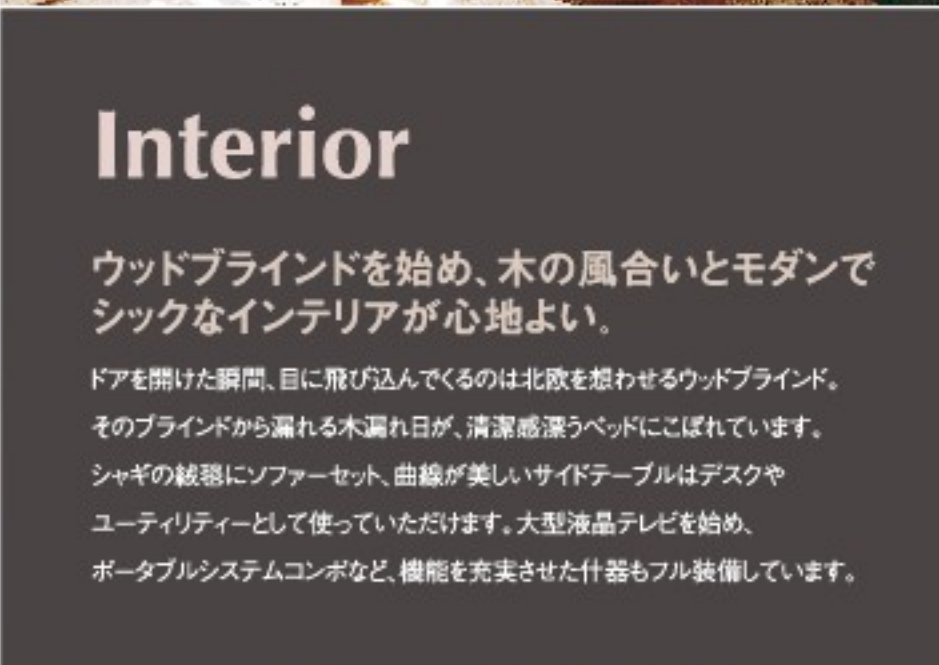 Interior
ウッドブラインドを始め、木の風合いとモダンで
シックなインテリアが心地よい。
ドアを開けた瞬間、目に飛び込んでくるのは北欧を想わせるウッドブラインド。
そのブラインドから漏れる木漏れ日が、清潔感漂うベッドにこぼれています。
シャギの絨毯にソファーセット、曲線が美しいサイドテーブルはデスクや
ユーティリティーとして使っていただけます。大型液晶テレビを始め、
ポータブルシステムコンポなど、機能を充実させた什器もフル装備しています。